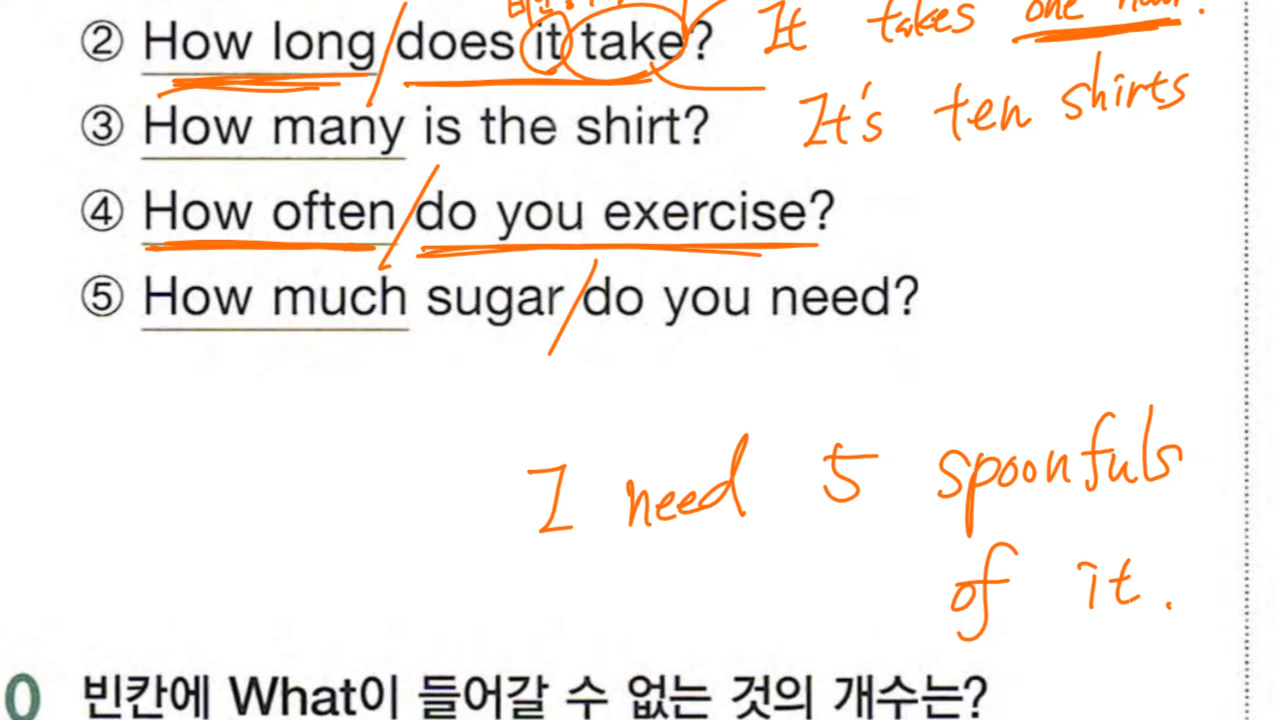 ② How long does it take? It takes one hour.
③ How many is the shirt? It's ten shirts
④ How often do you exercise?
⑤ How much sugar do you need?
I need 5 spoonfuls
of it.
0 빈칸에 What이 들어갈 수 없는 것의 개수는?